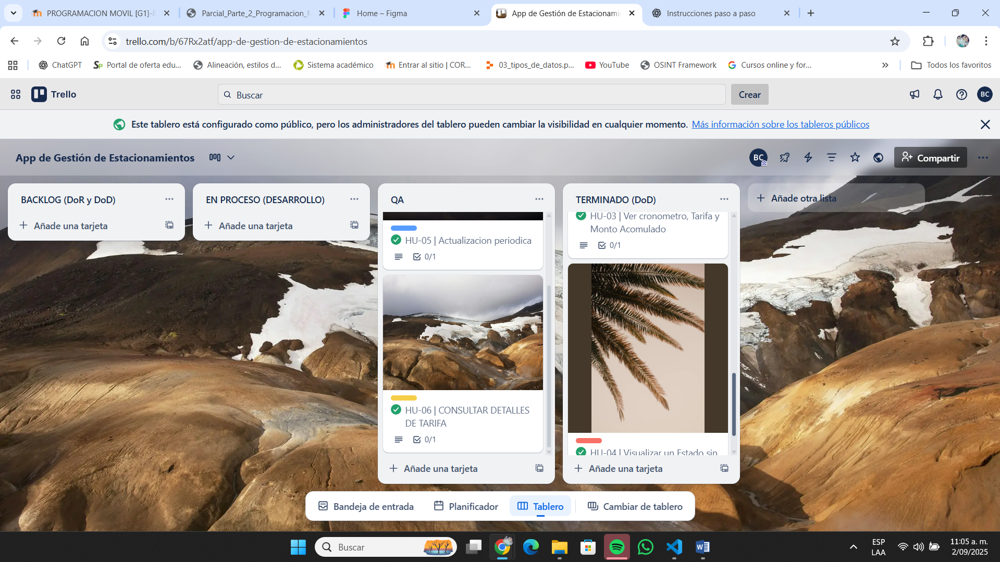 PROGRAMACION MOVIL [G1]-8
Parcial_Parte_2_Programacion_M
Home – Figma
App de Gestión de Estacionami
Instrucciones paso a paso
trello.com/b/67Rx2atf/app-de-gestion-de-estacionamientos
ChatGPT
Portal de oferta edu...
Alineación, estilos d...
Sistema académico
Entrar al sitio | COR...
03_tipos_de_datos.p...
YouTube
OSINT Framework
Cursos online y for...
Todos los favoritos
Trello
Buscar
Crear
BC
Este tablero está configurado como público, pero los administradores del tablero pueden cambiar la visibilidad en cualquier momento. Más información sobre los tableros públicos
App de Gestión de Estacionamientos
BC
Compartir
BACKLOG (DoR y DoD)
Añade una tarjeta
EN PROCESO (DESARROLLO)
Añade una tarjeta
QA
HU-05 | Actualizacion periodica
0/1
HU-06 | CONSULTAR DETALLES
DE TARIFA
0/1
Añade una tarjeta
TERMINADO (DoD)
HU-03 | Ver cronometro, Tarifa y
Monto Acumulado
0/1
HU-04 | Visualizar un Estado sin
Añade una tarjeta
Añade otra lista
Bandeja de entrada
Planificador
Tablero
Cambiar de tablero
Buscar
ESP
LAA
11:05 a. m.
2/09/2025